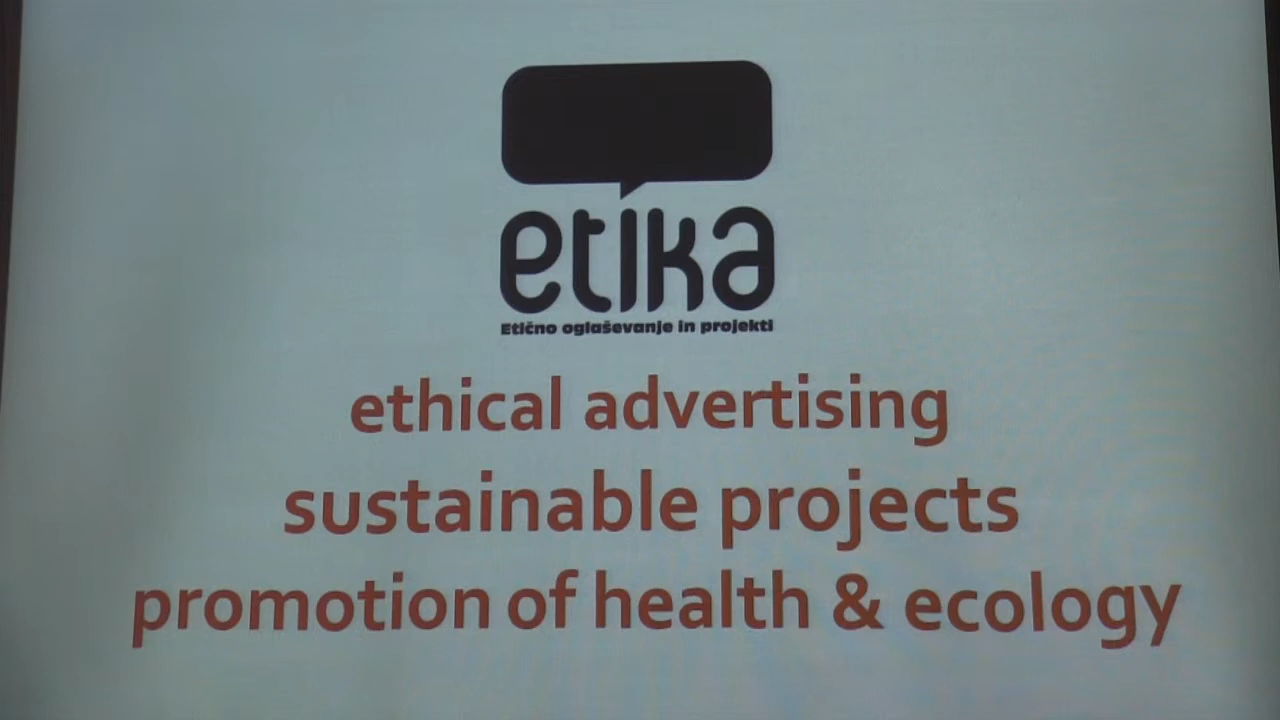 etika
Etično oglaševanje in projekti
ethical advertising
sustainable projects
promotion of health & ecology